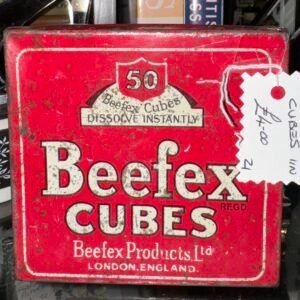 50
Beefex Cubes
DISSOLVE INSTANTLY
Beefex
REGD
CUBES
Beefex Products, Ltd
LONDON, ENGLAND.
CUBES IN
£4-00